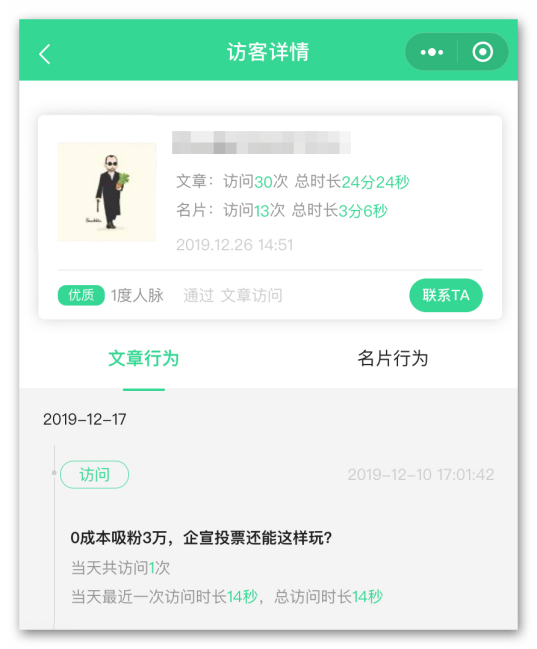 访客详情
文章：访问30次 总时长24分24秒
名片：访问13次 总时长3分6秒
2019.12.26 14:51
优质 1度人脉 通过 文章访问 联系TA
文章行为 名片行为
2019-12-17
访问 2019-12-10 17:01:42
0成本吸粉3万，企宣投票还能这样玩?
当天共访问1次
当天最近一次访问时长14秒，总访问时长14秒